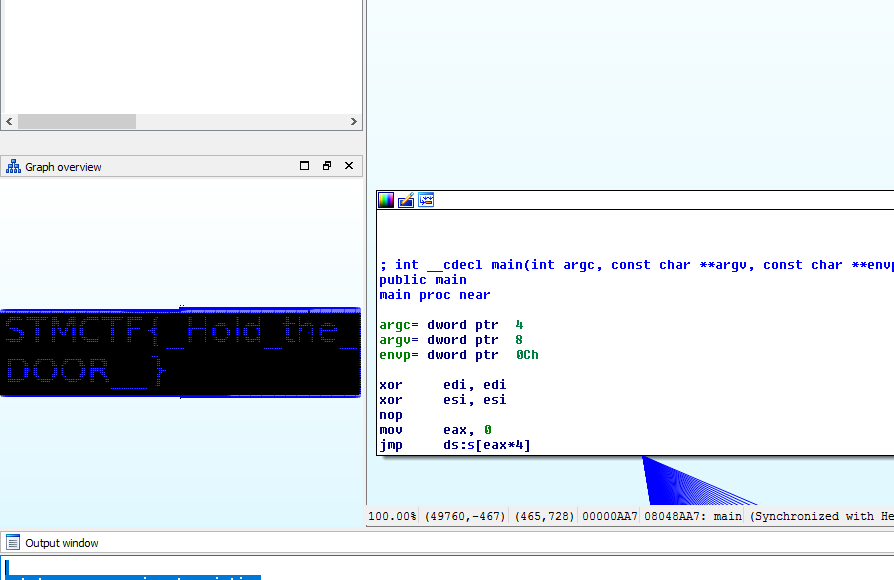 Graph overview
STMCTF{_Hold_the_
DOOR__}
; int __cdecl main(int argc, const char **argv, const char **envp
public main
main proc near
argc= dword ptr  4
argv= dword ptr  8
envp= dword ptr  0Ch
xor     edi, edi
xor     esi, esi
nop
mov     eax, 0
jmp     ds:s[eax*4]
100.00% (49760,-467) (465,728) 00000AA7 08048AA7: main (Synchronized with He
Output window